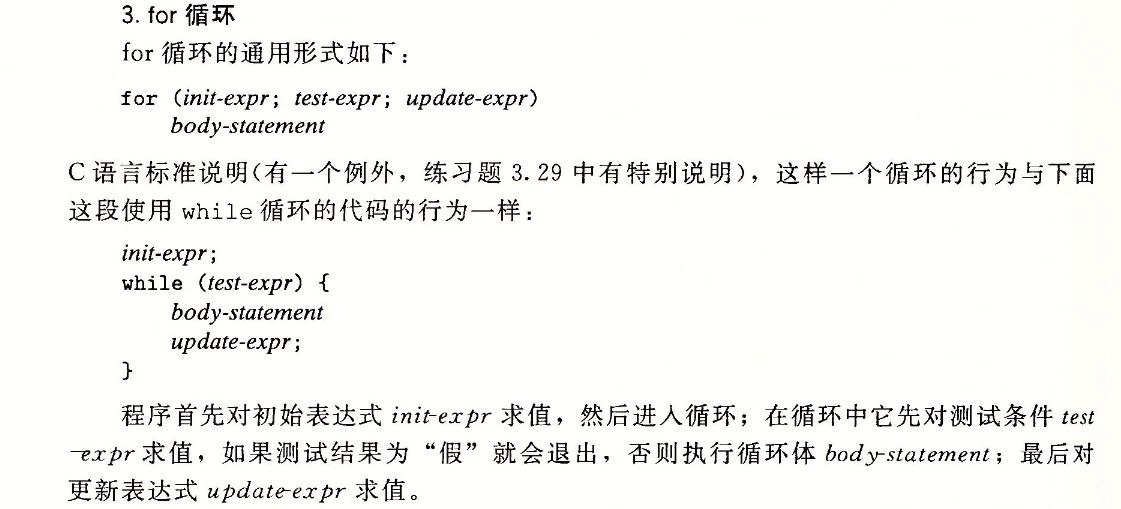 3. for 循环
for 循环的通用形式如下：
for (init-expr; test-expr; update-expr)
body-statement
C 语言标准说明(有一个例外，练习题 3.29 中有特别说明)，这样一个循环的行为与下面
这段使用 while 循环的代码的行为一样：
init-expr;
while (test-expr) {
body-statement
update-expr;
}
程序首先对初始表达式 init-expr 求值，然后进入循环；在循环中它先对测试条件 test
-expr 求值，如果测试结果为“假”就会退出，否则执行循环体 body-statement；最后对
更新表达式 update-expr 求值。